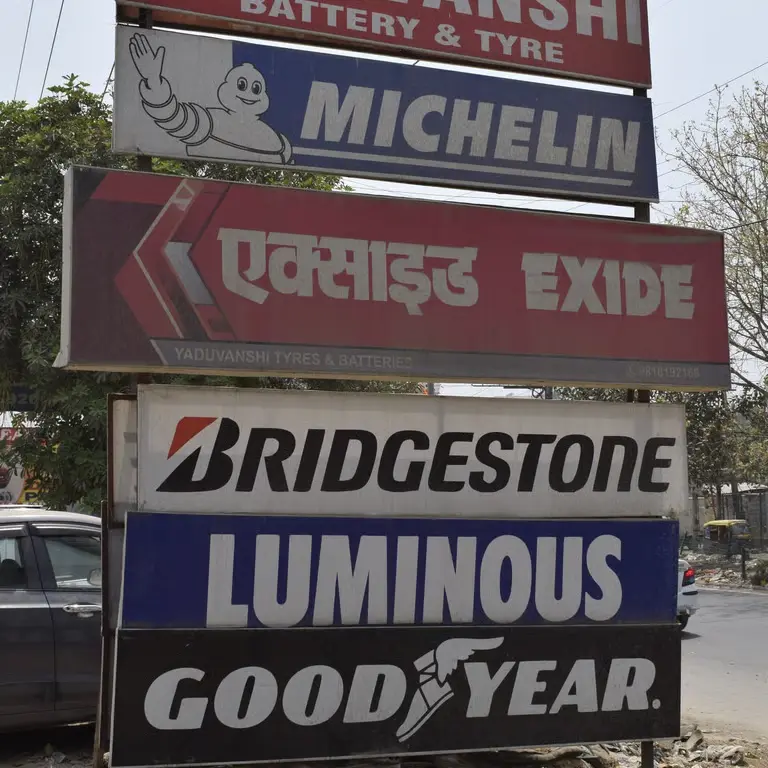 BATTERY & TYRE
MICHELIN
एक्साइड EXIDE
YADUVANSHI TYRES & BATTERIES
BRIDGESTONE
LUMINOUS
GOODYEAR.